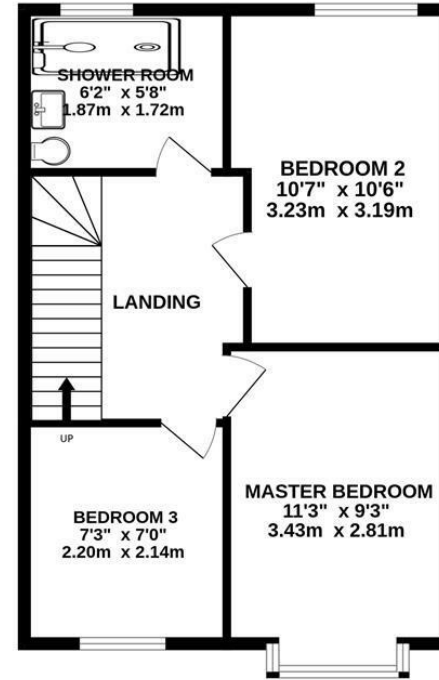 SHOWER ROOM
6'2" x 5'8"
1.87m x 1.72m
BEDROOM 2
10'7" x 10'6"
3.23m x 3.19m
LANDING
UP
BEDROOM 3
7'3" x 7'0"
2.20m x 2.14m
MASTER BEDROOM
11'3" x 9'3"
3.43m x 2.81m